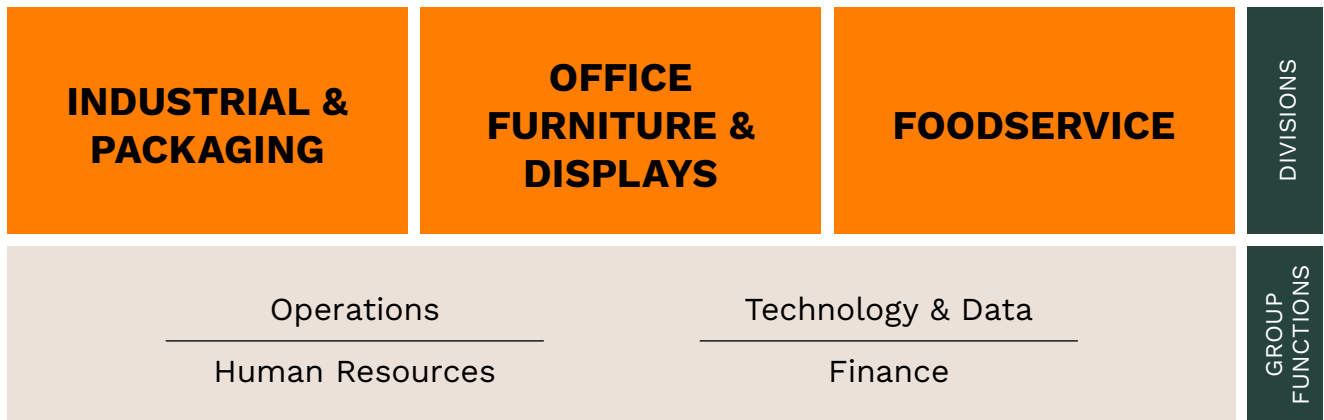 INDUSTRIAL &
PACKAGING
OFFICE
FURNITURE &
DISPLAYS
FOODSERVICE
DIVISIONS
Operations
Human Resources
Technology & Data
Finance
GROUP
FUNCTIONS